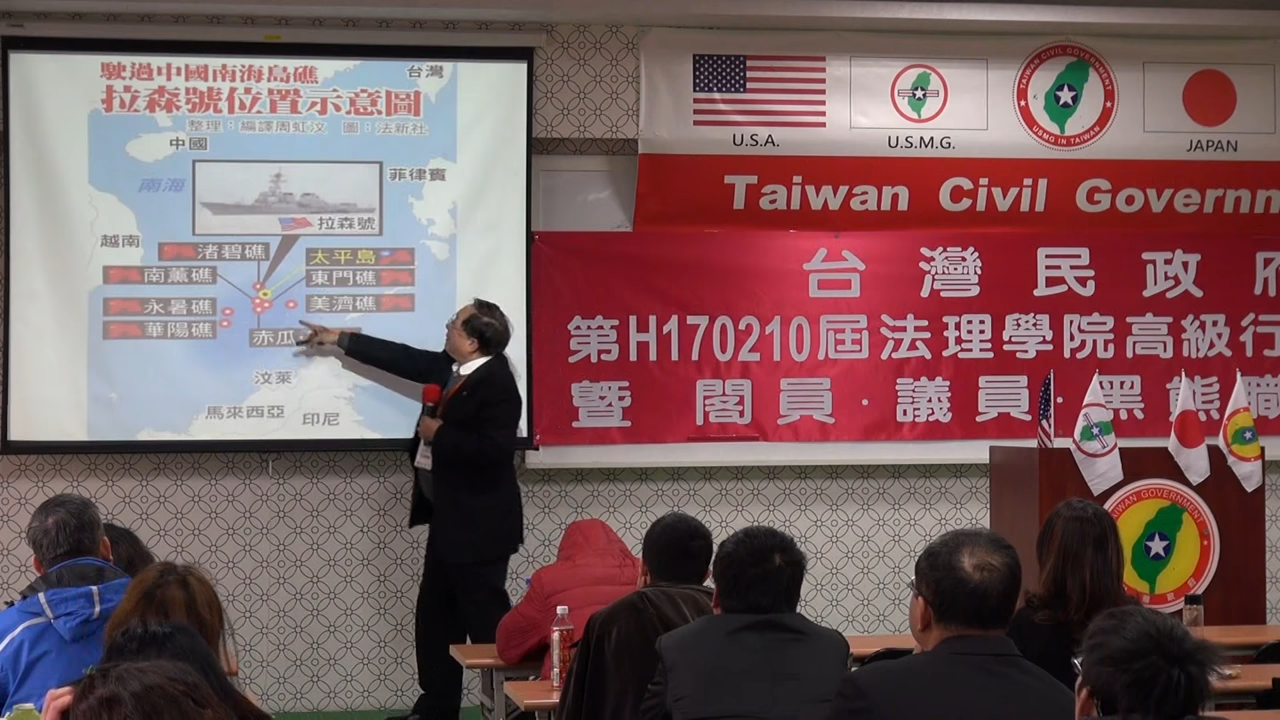 駛過中國南海島礁
拉森號位置示意圖
整理：編譯周虹汶 圖：法新社
台灣
中國
南海
菲律賓
拉森號
越南
渚碧礁
太平島
南薰礁
東門礁
永暑礁
美濟礁
華陽礁
赤瓜
汶萊
馬來西亞
印尼
U.S.A.
U.S.M.G.
TAIWAN CIVIL GOVERNMENT
USMG IN TAIWAN
JAPAN
Taiwan Civil Governm
台灣民政府
第H170210屆法理學院高級行
暨 閣員·議員·黑熊職
TAIWAN GOVERNMENT